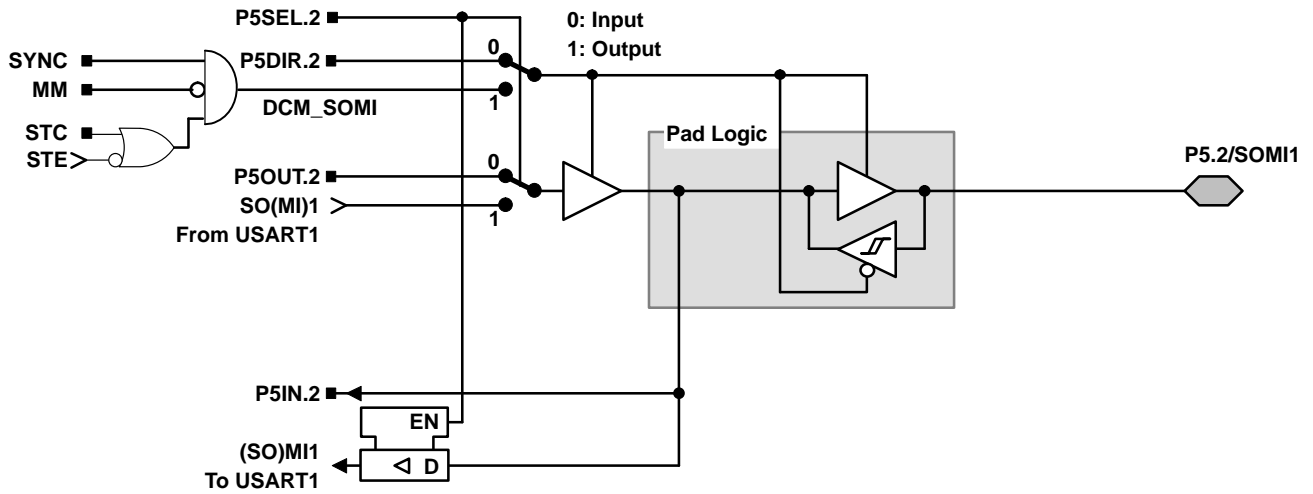 P5SEL.2
0: Input
1: Output
SYNC
P5DIR.2
0
MM
1
DCM_SOMI
STC
STE
Pad Logic
P5.2/SOMI1
0
P5OUT.2
SO(MI)1
1
From USART1
P5IN.2
EN
(SO)MI1
D
To USART1